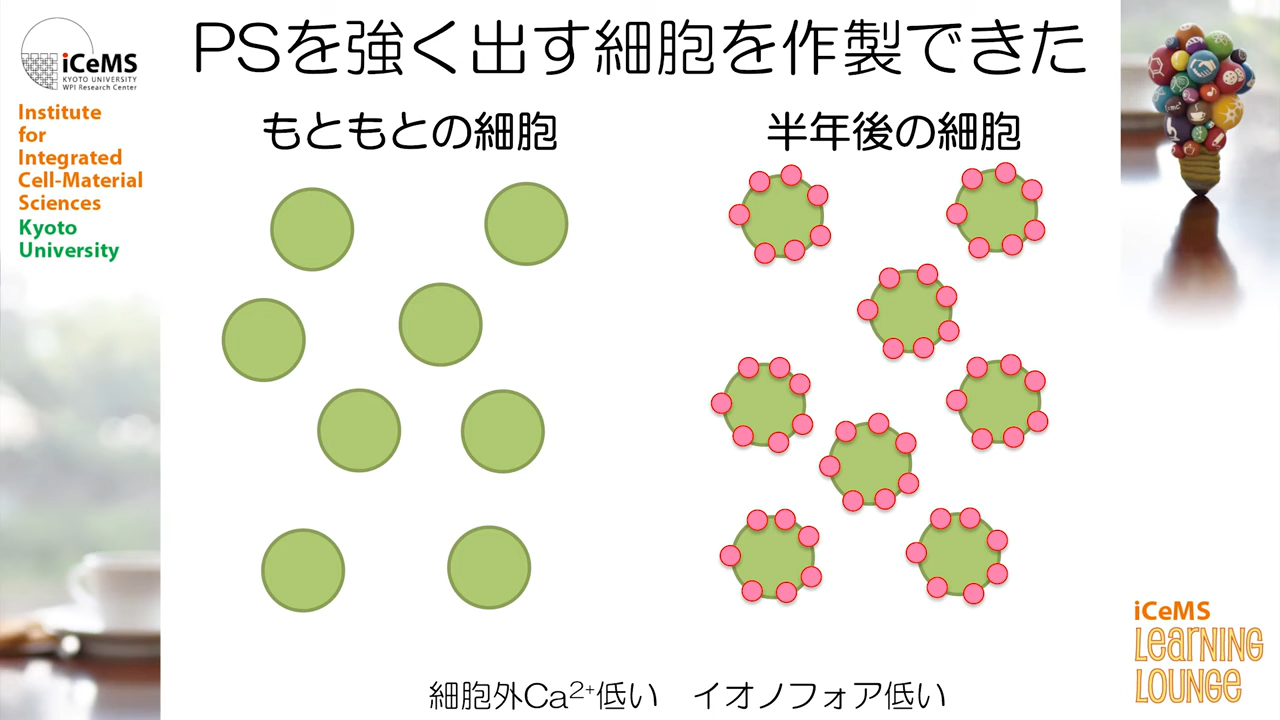 PSを強く出す細胞を作製できた
iCeMS
KYOTO UNIVERSITY
WPI Research Center
Institute
for
Integrated
Cell-Material
Sciences
Kyoto
University
もともとの細胞
半年後の細胞
細胞外Ca²⁺低い イオノフォア低い
iCeMS
Learning
LOUNGE